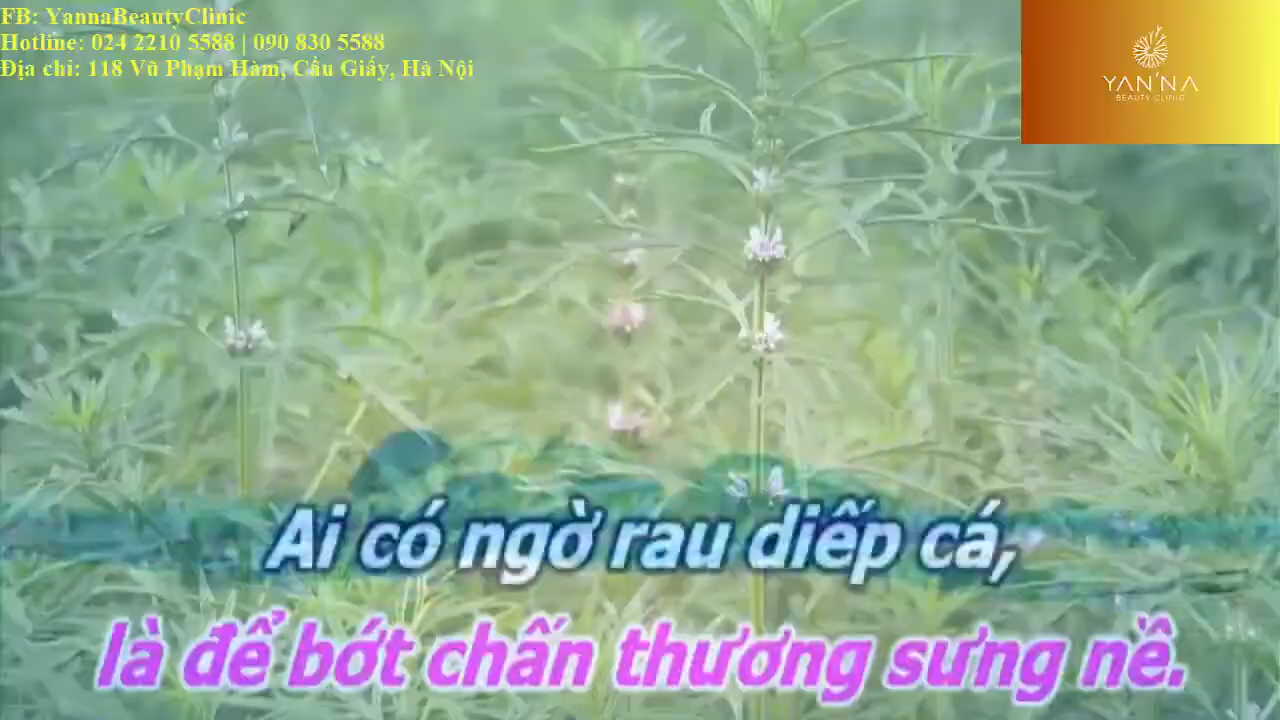 FB: YannaBeautyClinic
Hotline: 024 2210 5588 | 090 830 5588
Địa chỉ: 118 Vũ Phạm Hàm, Cầu Giấy, Hà Nội
YAN'NA
BEAUTY CLINIC
Ai có ngờ rau diếp cá,
là để bớt chấn thương sưng nề.